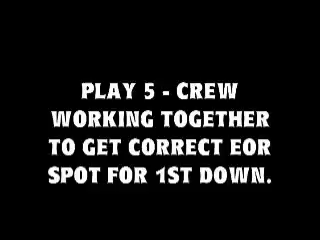 PLAY 5 - CREW
WORKING TOGETHER
TO GET CORRECT EOR
SPOT FOR 1ST DOWN.